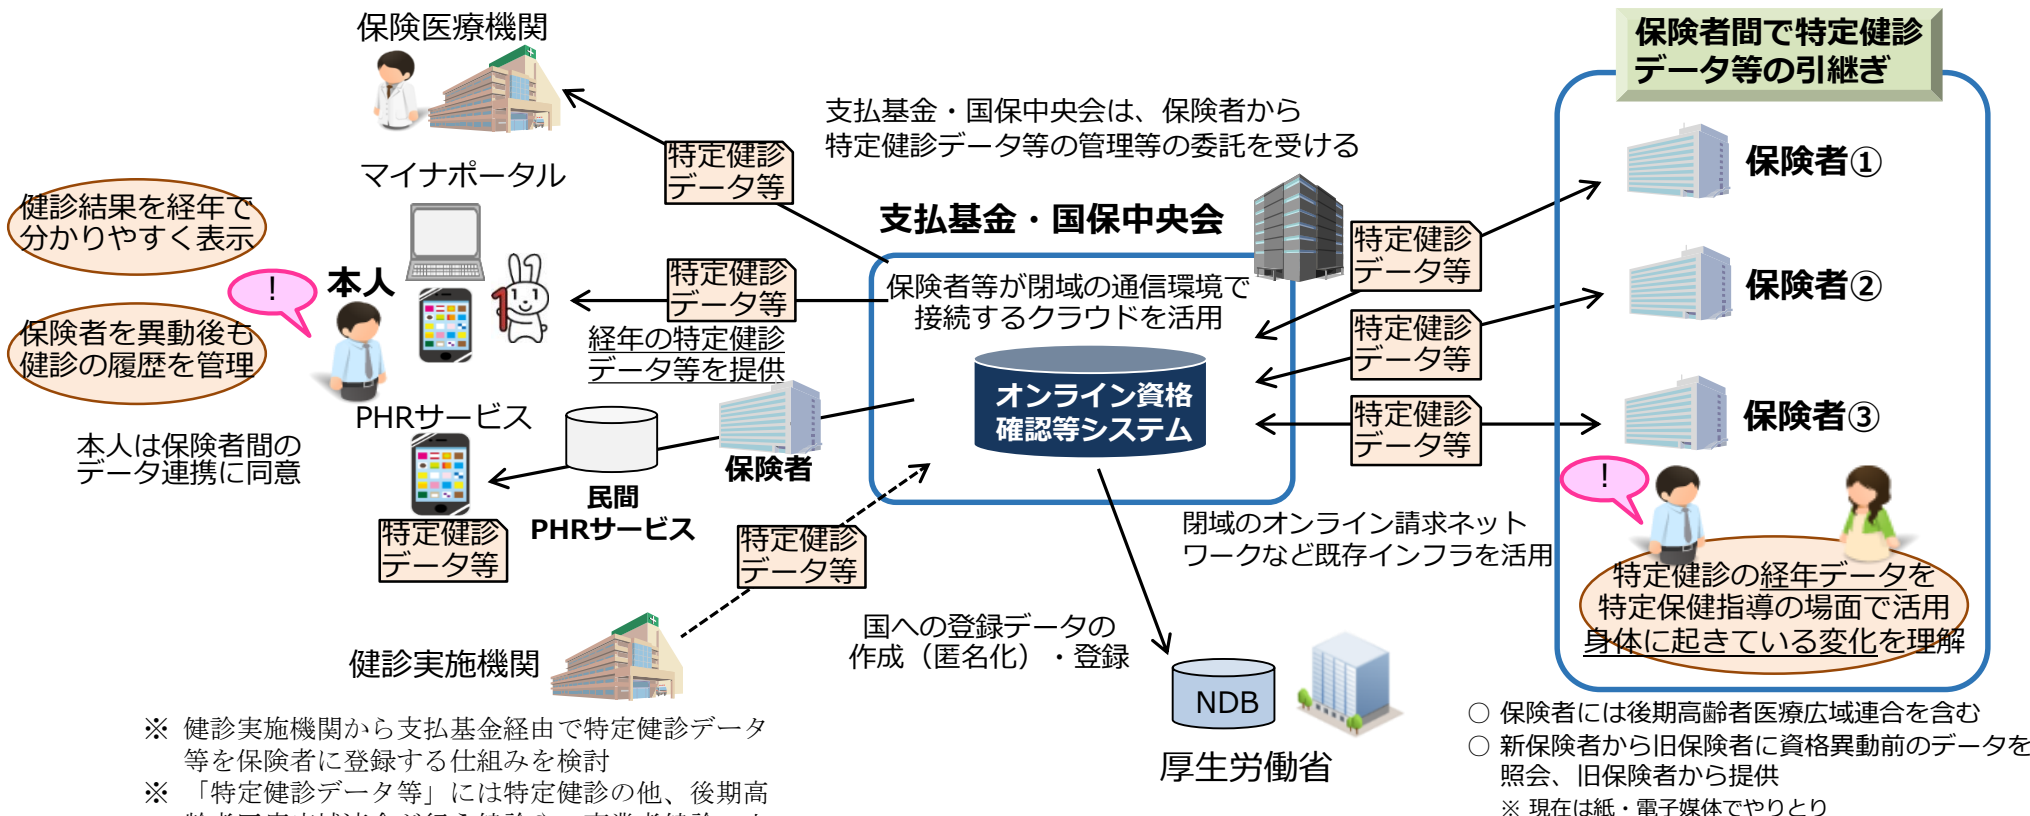 保険医療機関
保険者間で特定健診
データ等の引継ぎ
支払基金・国保中央会は、保険者から
特定健診データ等の管理等の委託を受ける
特定健診
データ等
保険者①
マイナポータル
健診結果を経年で
分かりやすく表示
支払基金・国保中央会
特定健診
データ等
保険者②
!
本人
特定健診
データ等
保険者等が閉域の通信環境で
接続するクラウドを活用
保険者を異動後も
健診の履歴を管理
1
経年の特定健診
データ等を提供
特定健診
データ等
オンライン資格
確認等システム
特定健診
データ等
保険者③
PHRサービス
本人は保険者間の
データ連携に同意
保険者
民間
PHRサービス
!
特定健診
データ等
特定健診
データ等
閉域のオンライン請求ネット
ワークなど既存インフラを活用
特定健診の経年データを
特定保健指導の場面で活用
身体に起きている変化を理解
国への登録データの
作成（匿名化）・登録
健診実施機関
NDB
厚生労働省
※ 健診実施機関から支払基金経由で特定健診データ
等を保険者に登録する仕組みを検討
※ 「特定健診データ等」には特定健診の他、後期高
○ 保険者には後期高齢者医療広域連合を含む
○ 新保険者から旧保険者に資格異動前のデータを
照会、旧保険者から提供
※ 現在は紙・電子媒体でやりとり